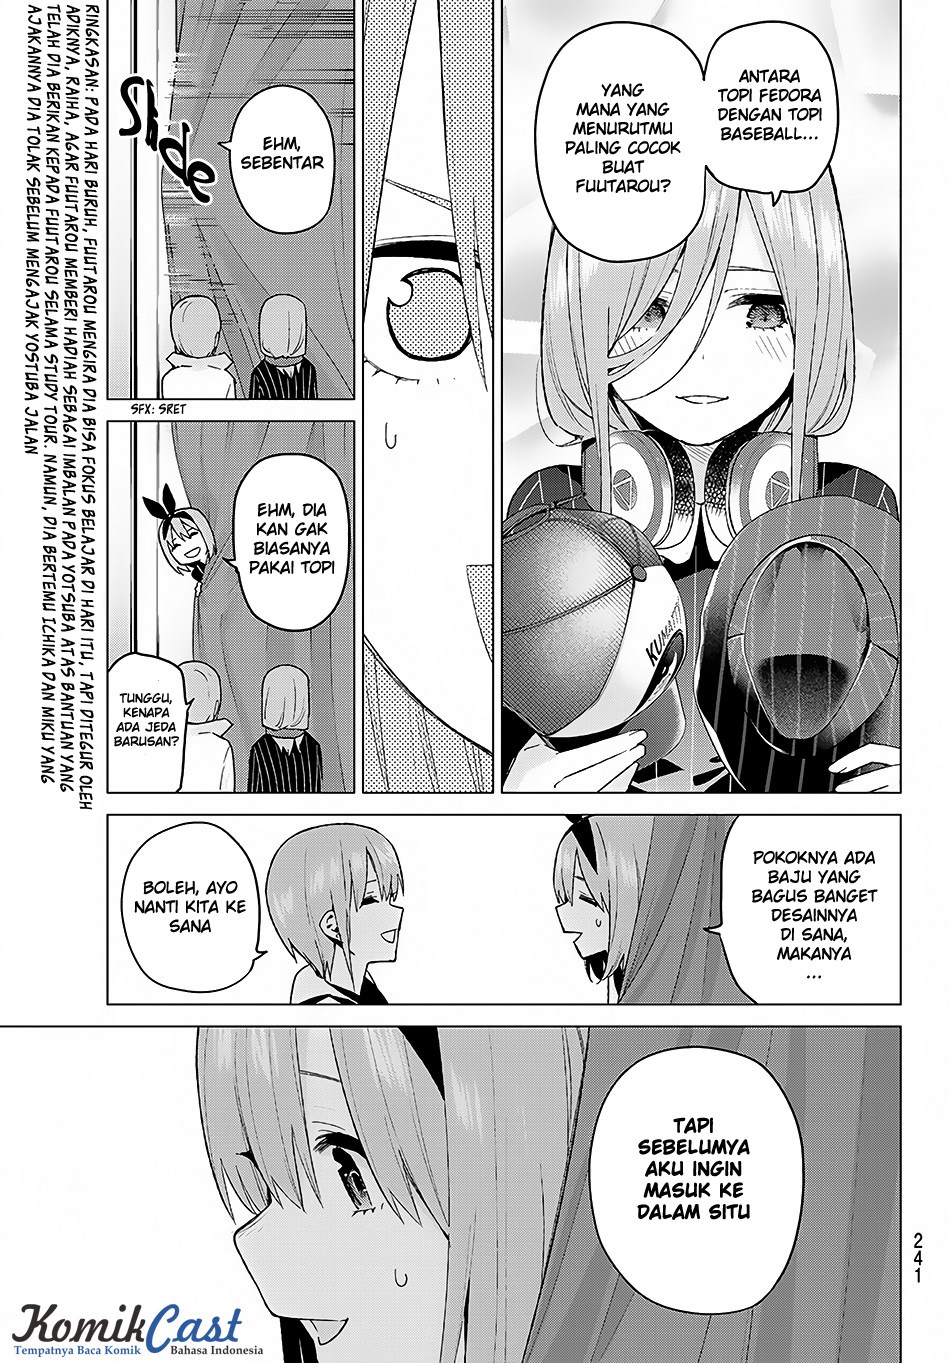 ANTARA
TOPI FEDORA
DENGAN TOPI
BASEBALL...
YANG
MANA YANG
MENURUTMU
PALING COCOK
BUAT
FUUTAROU?
KUMA
EHM,
SEBENTAR
Slide
SFX: SRET
EHM, DIA
KAN GAK
BIASANYA
PAKAI TOPI
TUNGGU,
KENAPA
ADA JEDA
BARUSAN?
RINGKASAN: PADA HARI BURUH, FUUTAROU MENGIRA DIA BISA FOKUS BELAJAR DI HARI ITU, TAPI DITEGUR OLEH
ADIKNYA, RAIHA, AGAR FUUTAROU MEMBERI HADIAH SEBAGAI IMBALAN PADA YOTSUBA ATAS BANTUAN YANG
TELAH DIA BERIKAN KEPADA FUUTAROU SELAMA STUDY TOUR. NAMUN, DIA BERTEMU ICHIKA DAN MIKU YANG
AJAKANNYA DIA TOLAK SEBELUM MENGAJAK YOSTUBA JALAN
POKOKNYA ADA
BAJU YANG
BAGUS BANGET
DESAINNYA
DI SANA,
MAKANYA
...
BOLEH, AYO
NANTI KITA KE
SANA
TAPI
SEBELUMYA
AKU INGIN
MASUK KE
DALAM SITU
241
KomikCast
Tempatnya Baca Komik Bahasa Indonesia